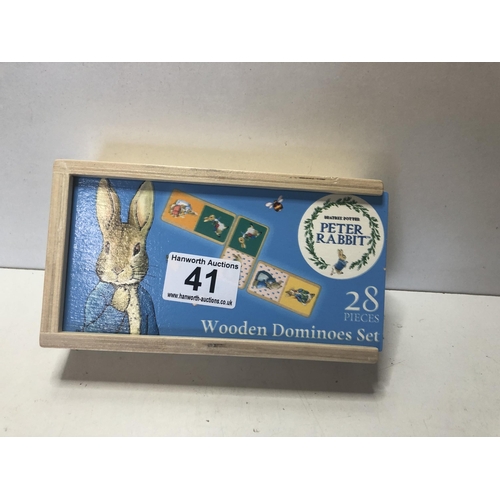 BEATRIX POTTER
PETER
RABBIT
Hanworth Auctions
41
www.hanworth-auctions.co.uk
28
PIECES
Wooden Dominoes Set